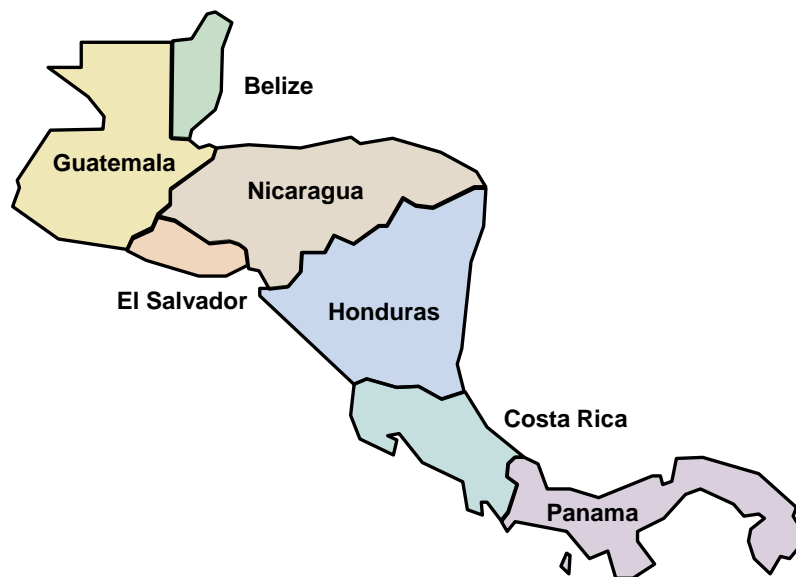 Belize
Guatemala
Nicaragua
El Salvador
Honduras
Costa Rica
Panama